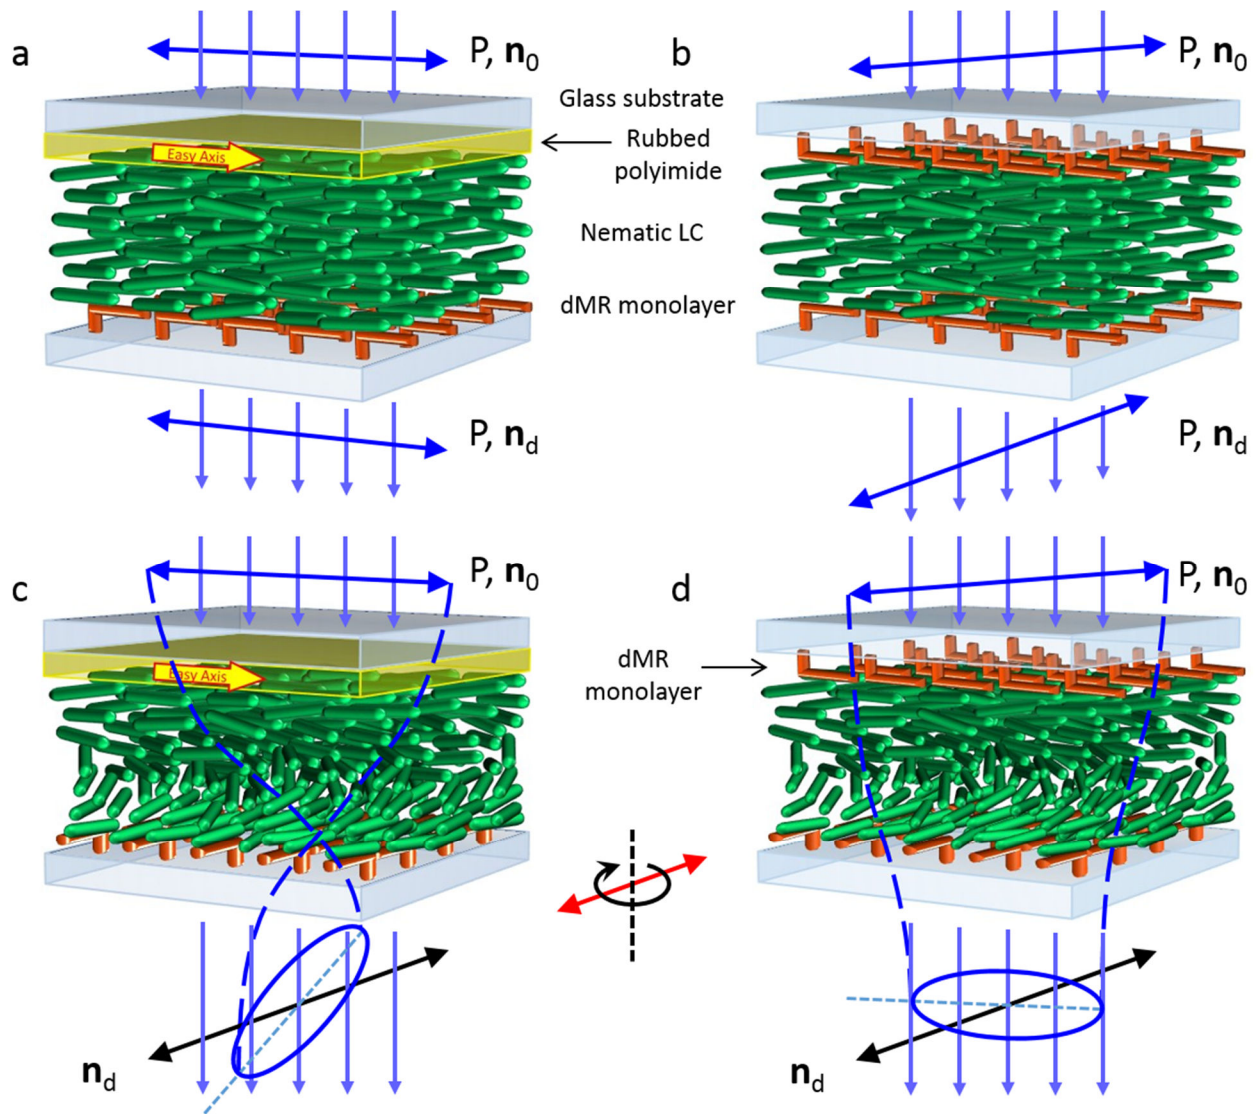 a
P, n0
b
P, n0
Glass substrate
Rubbed
polyimide
Easy Axis
Nematic LC
dMR monolayer
P, nd
P, nd
c
P, n0
d
P, n0
dMR
monolayer
Easy Axis
nd
nd